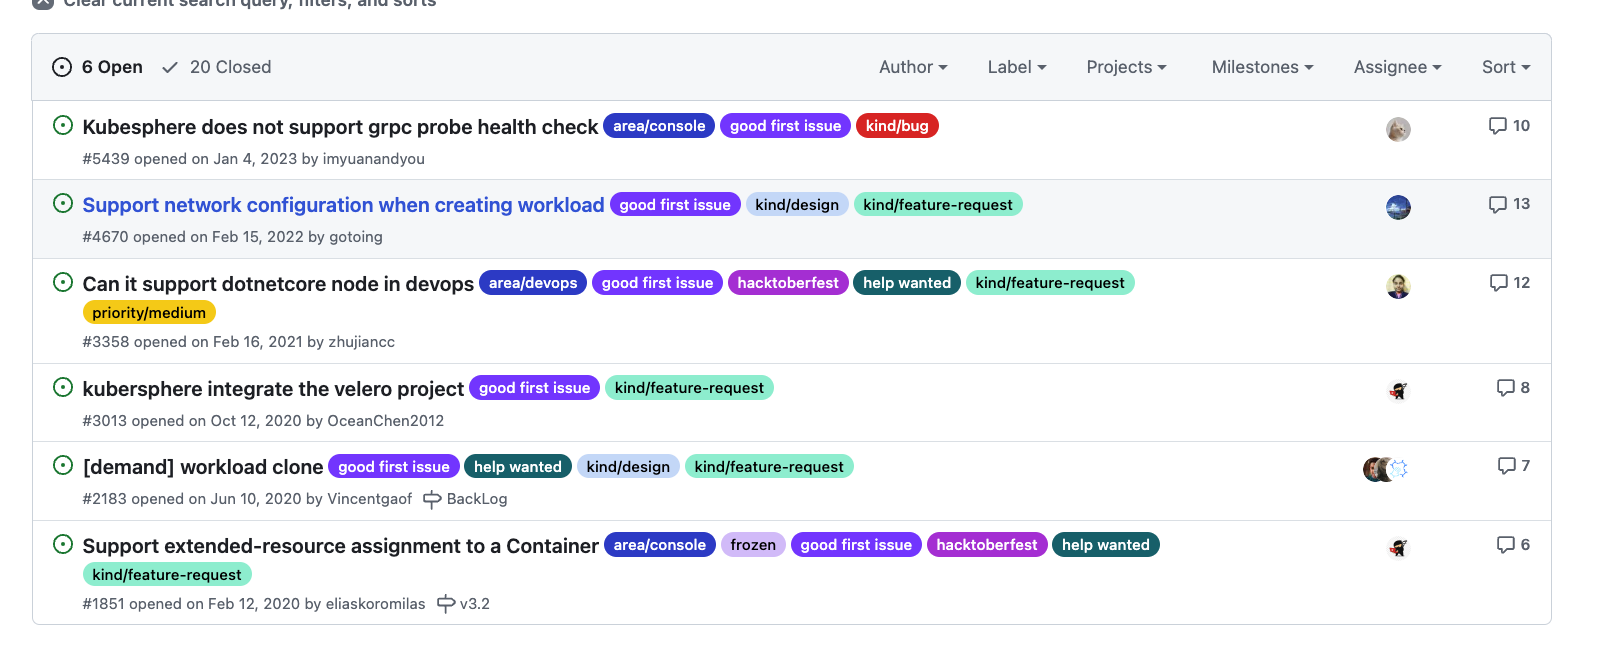 Clear current search query, filters, and sorts
6 Open 20 Closed Author Label Projects Milestones Assignee Sort
Kubesphere does not support grpc probe health check area/console good first issue kind/bug 10
#5439 opened on Jan 4, 2023 by imyuanandyou
Support network configuration when creating workload good first issue kind/design kind/feature-request 13
#4670 opened on Feb 15, 2022 by gotoing
Can it support dotnetcore node in devops area/devops good first issue hacktoberfest help wanted kind/feature-request 12
priority/medium
#3358 opened on Feb 16, 2021 by zhujiancc
kubersphere integrate the velero project good first issue kind/feature-request 8
#3013 opened on Oct 12, 2020 by OceanChen2012
[demand] workload clone good first issue help wanted kind/design kind/feature-request 7
#2183 opened on Jun 10, 2020 by Vincentgaof BackLog
Support extended-resource assignment to a Container area/console frozen good first issue hacktoberfest help wanted 6
kind/feature-request
#1851 opened on Feb 12, 2020 by eliaskoromilas v3.2